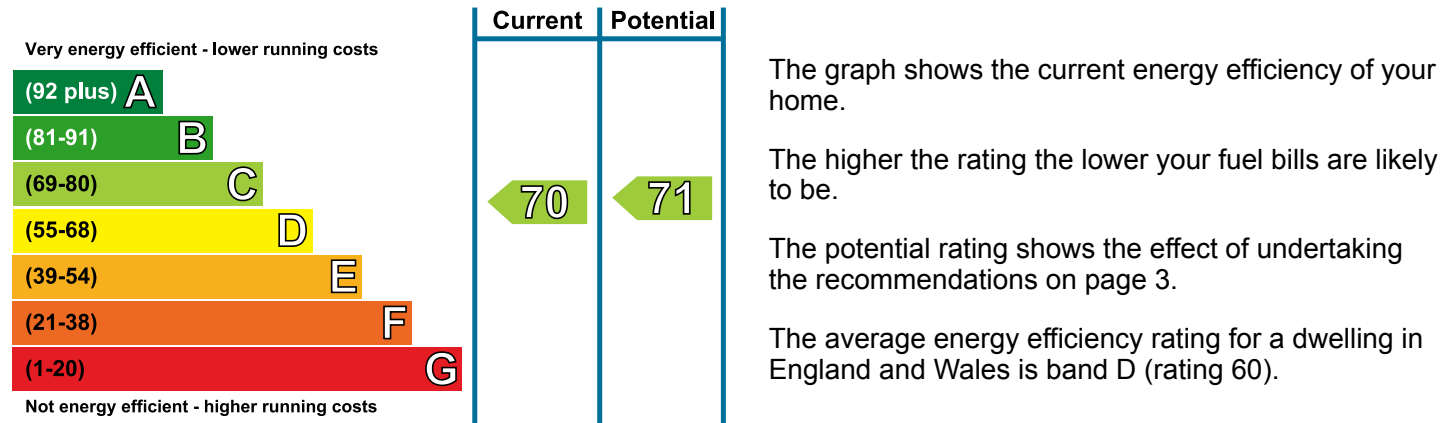 Current Potential
Very energy efficient - lower running costs
(92 plus) A
(81-91) B
(69-80) C
70 71
(55-68) D
(39-54) E
(21-38) F
(1-20) G
Not energy efficient - higher running costs
The graph shows the current energy efficiency of your
home.
The higher the rating the lower your fuel bills are likely
to be.
The potential rating shows the effect of undertaking
the recommendations on page 3.
The average energy efficiency rating for a dwelling in
England and Wales is band D (rating 60).